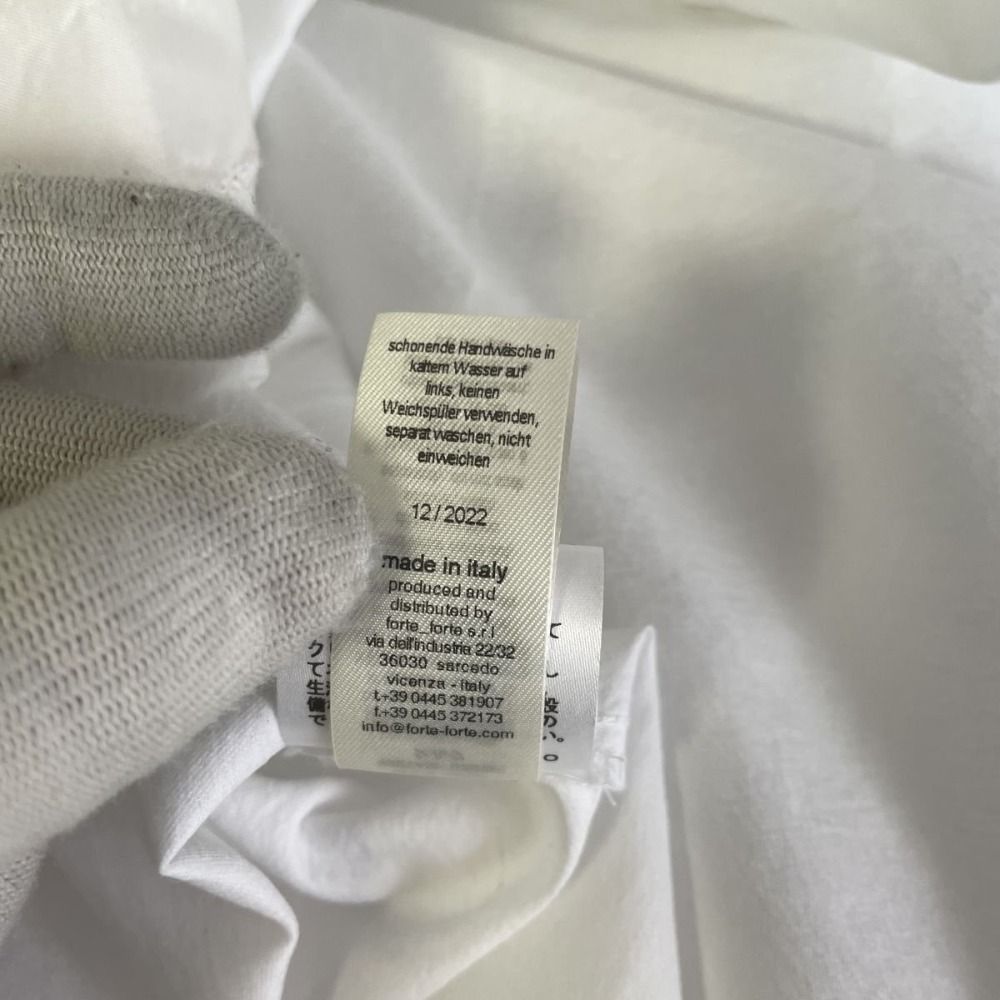 schonende Handwäsche in
kaltem Wasser auf
links, keinen
Weichspüler verwenden,
separat waschen, nicht
einweichen
12/2022
made in italy
produced and
distributed by
forte_forte s.r.l
via dell'industria 22/32
36030 sarcedo
vicenza - italy
t.+39 0445 381907
f.+39 0445 372173
info@forte-forte.com